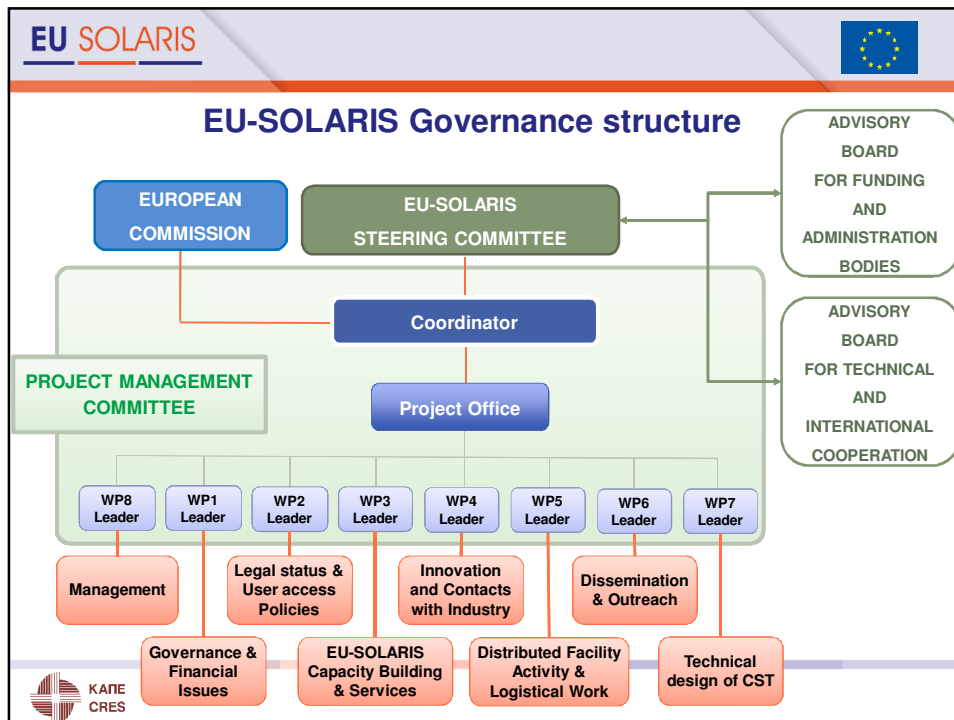 EU SOLARIS
EU-SOLARIS Governance structure
EUROPEAN
COMMISSION
EU-SOLARIS
STEERING COMMITTEE
ADVISORY
BOARD
FOR FUNDING
AND
ADMINISTRATION
BODIES
Coordinator
PROJECT MANAGEMENT
COMMITTEE
Project Office
ADVISORY
BOARD
FOR TECHNICAL
AND
INTERNATIONAL
COOPERATION
WP8
Leader
WP1
Leader
WP2
Leader
WP3
Leader
WP4
Leader
WP5
Leader
WP6
Leader
WP7
Leader
Management
Legal status &
User access
Policies
Innovation
and Contacts
with Industry
Dissemination
& Outreach
Governance &
Financial
Issues
EU-SOLARIS
Capacity Building
& Services
Distributed Facility
Activity &
Logistical Work
Technical
design of CST
ΚΑΠΕ
CRES